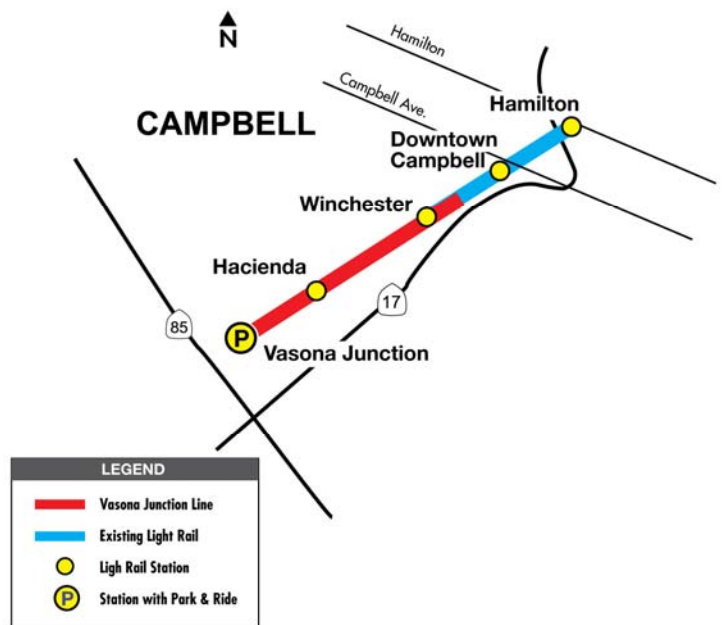 N
Hamilton
Campbell Ave.
CAMPBELL
Hamilton
Downtown
Campbell
Winchester
Hacienda
17
85
P
Vasona Junction
LEGEND
Vasona Junction Line
Existing Light Rail
Ligh Rail Station
P
Station with Park & Ride